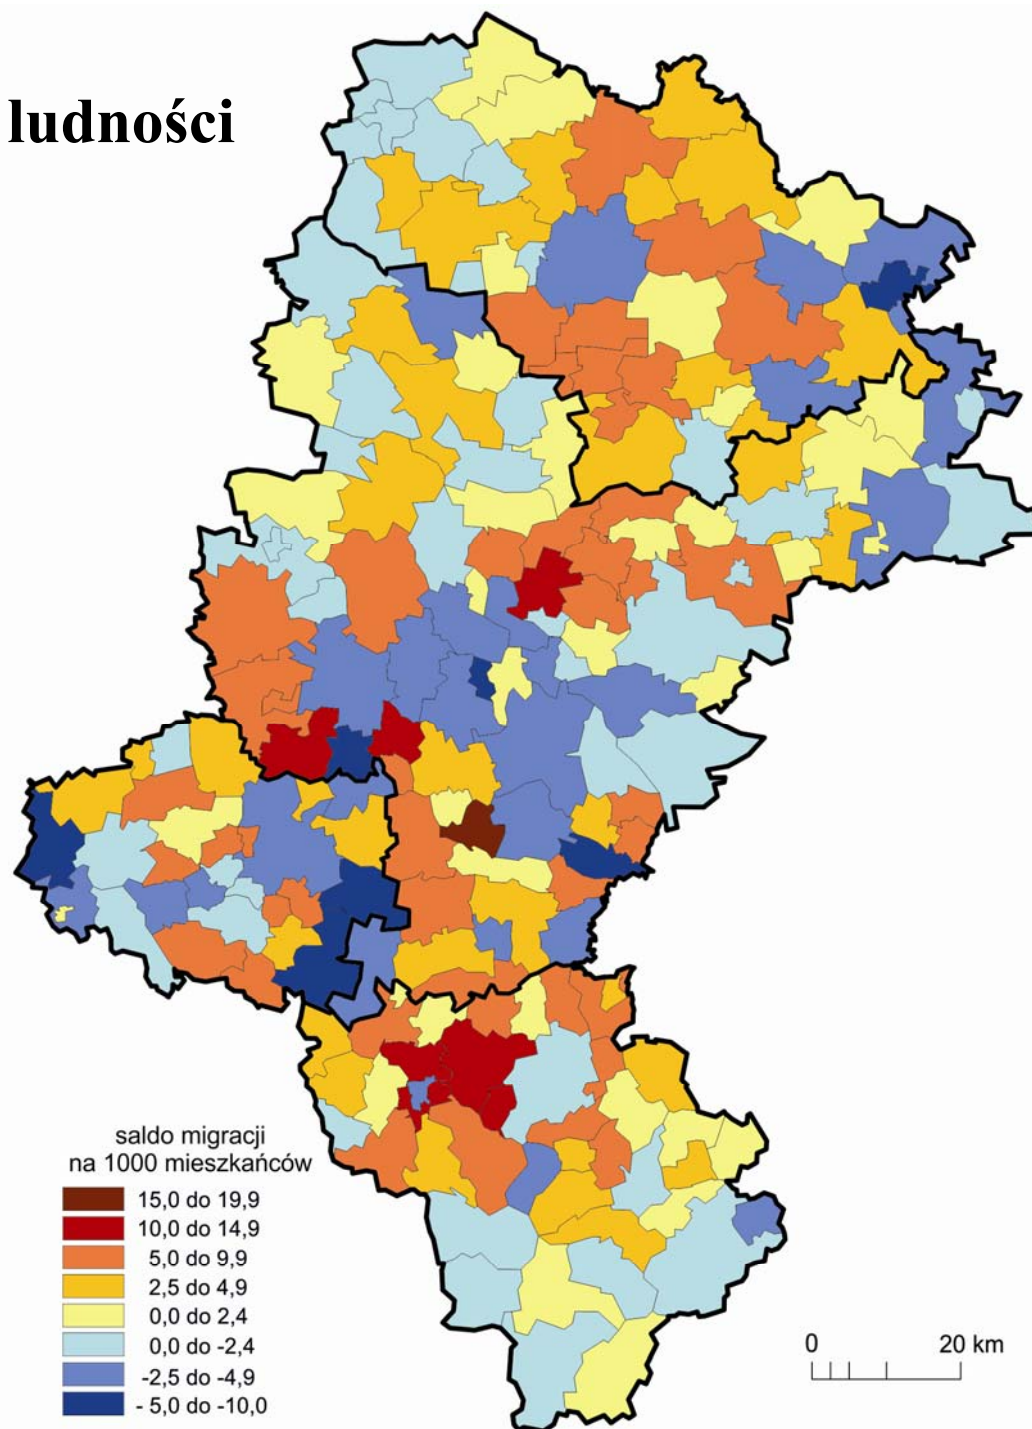 ludności
saldo migracji
na 1000 mieszkańców
15,0 do 19,9
10,0 do 14,9
5,0 do 9,9
2,5 do 4,9
0,0 do 2,4
0,0 do -2,4
-2,5 do -4,9
- 5,0 do -10,0
0 20 km